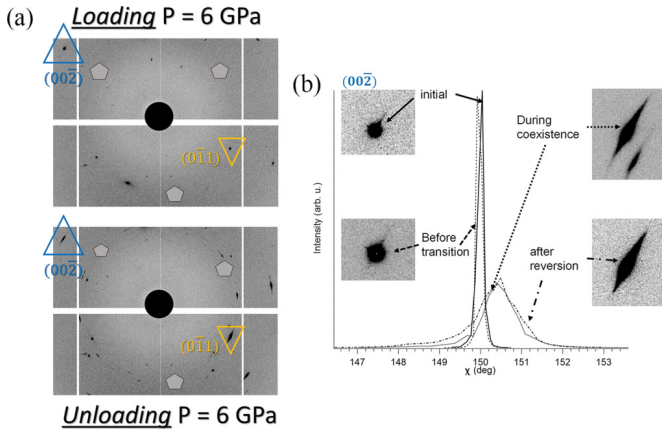 (a)
Loading P = 6 GPa
(002̅)
(01̅1)
(002̅)
(01̅1)
Unloading P = 6 GPa
(b)
(002̅)
initial
During
coexistence
Before
transition
after
reversion
Intensity (arb. u.)
147 148 149 150 151 152 153
χ (deg)